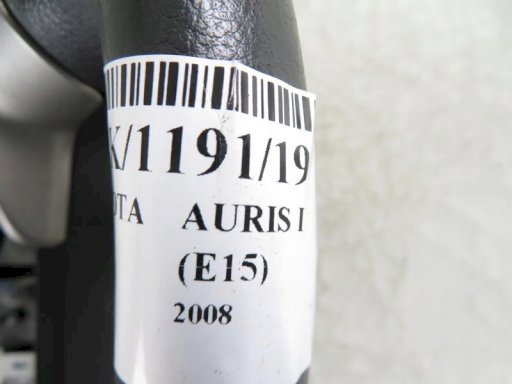 K/1191/19
OTA AURIS I
(E15)
2008